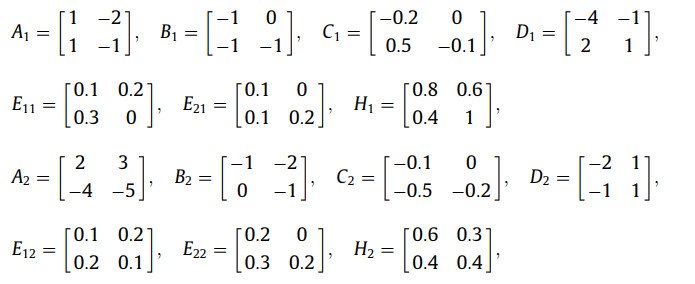 A₁ = [1 −2; 1 −1], B₁ = [−1 0; −1 −1], C₁ = [−0.2 0; 0.5 −0.1], D₁ = [−4 −1; 2 1],
E₁₁ = [0.1 0.2; 0.3 0], E₂₁ = [0.1 0; 0.1 0.2], H₁ = [0.8 0.6; 0.4 1],
A₂ = [2 3; −4 −5], B₂ = [−1 −2; 0 −1], C₂ = [−0.1 0; −0.5 −0.2], D₂ = [−2 1; −1 1],
E₁₂ = [0.1 0.2; 0.2 0.1], E₂₂ = [0.2 0; 0.3 0.2], H₂ = [0.6 0.3; 0.4 0.4],